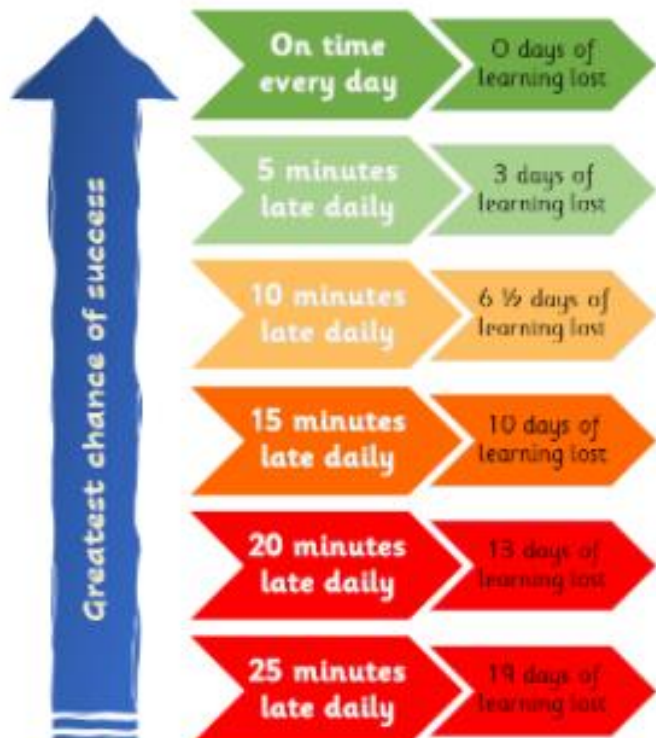 Greatest chance of success
On time
every day
0 days of
learning lost
5 minutes
late daily
3 days of
learning lost
10 minutes
late daily
6 ½ days of
learning lost
15 minutes
late daily
10 days of
learning lost
20 minutes
late daily
13 days of
learning lost
25 minutes
late daily
19 days of
learning lost